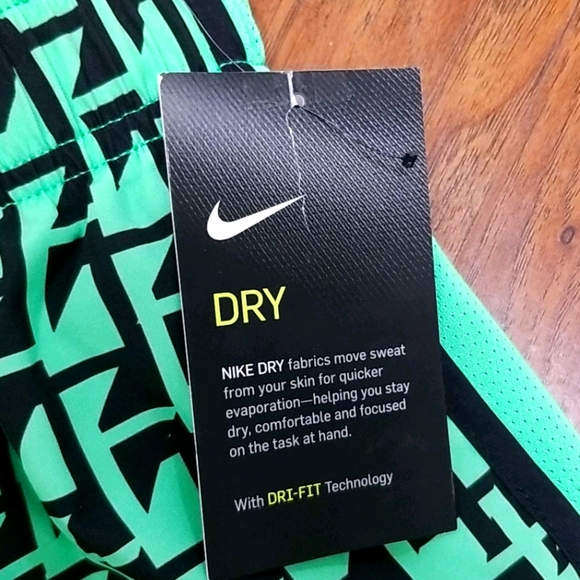 DRY
NIKE DRY fabrics move sweat
from your skin for quicker
evaporation—helping you stay
dry, comfortable and focused
on the task at hand.
With DRI-FIT Technology